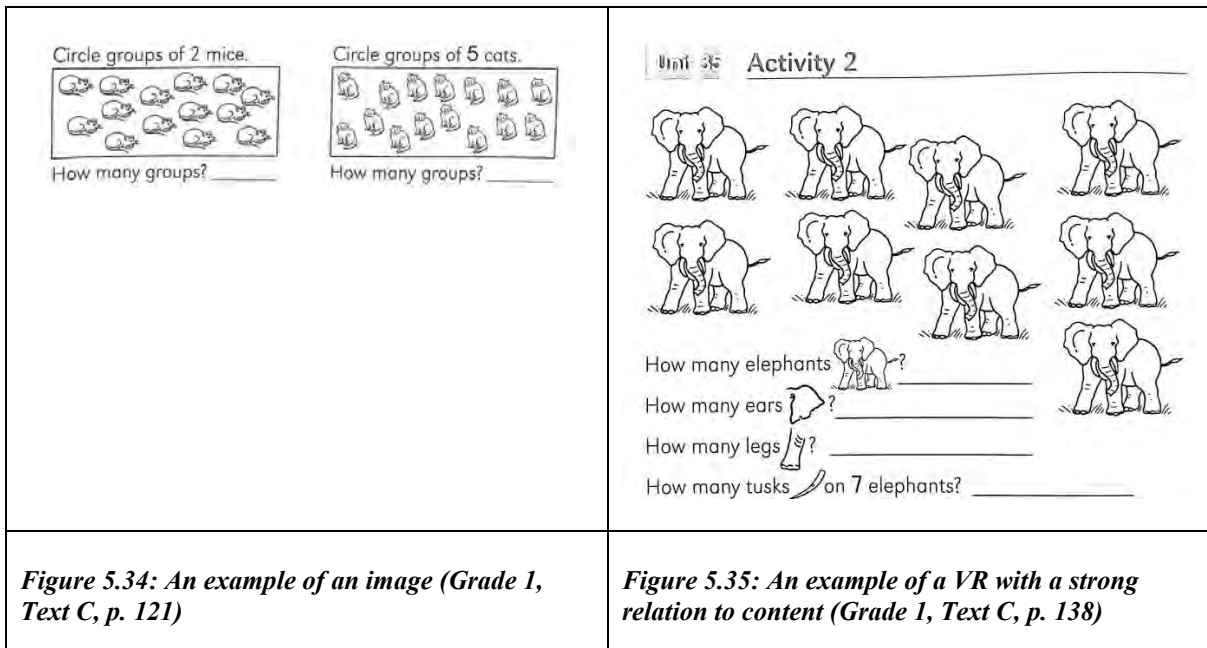 Circle groups of 2 mice.
How many groups?
Circle groups of 5 cats.
How many groups?
Figure 5.34: An example of an image (Grade 1,
Text C, p. 121)
Unit 35 Activity 2
How many elephants ?
How many ears ?
How many legs ?
How many tusks on 7 elephants?
Figure 5.35: An example of a VR with a strong
relation to content (Grade 1, Text C, p. 138)